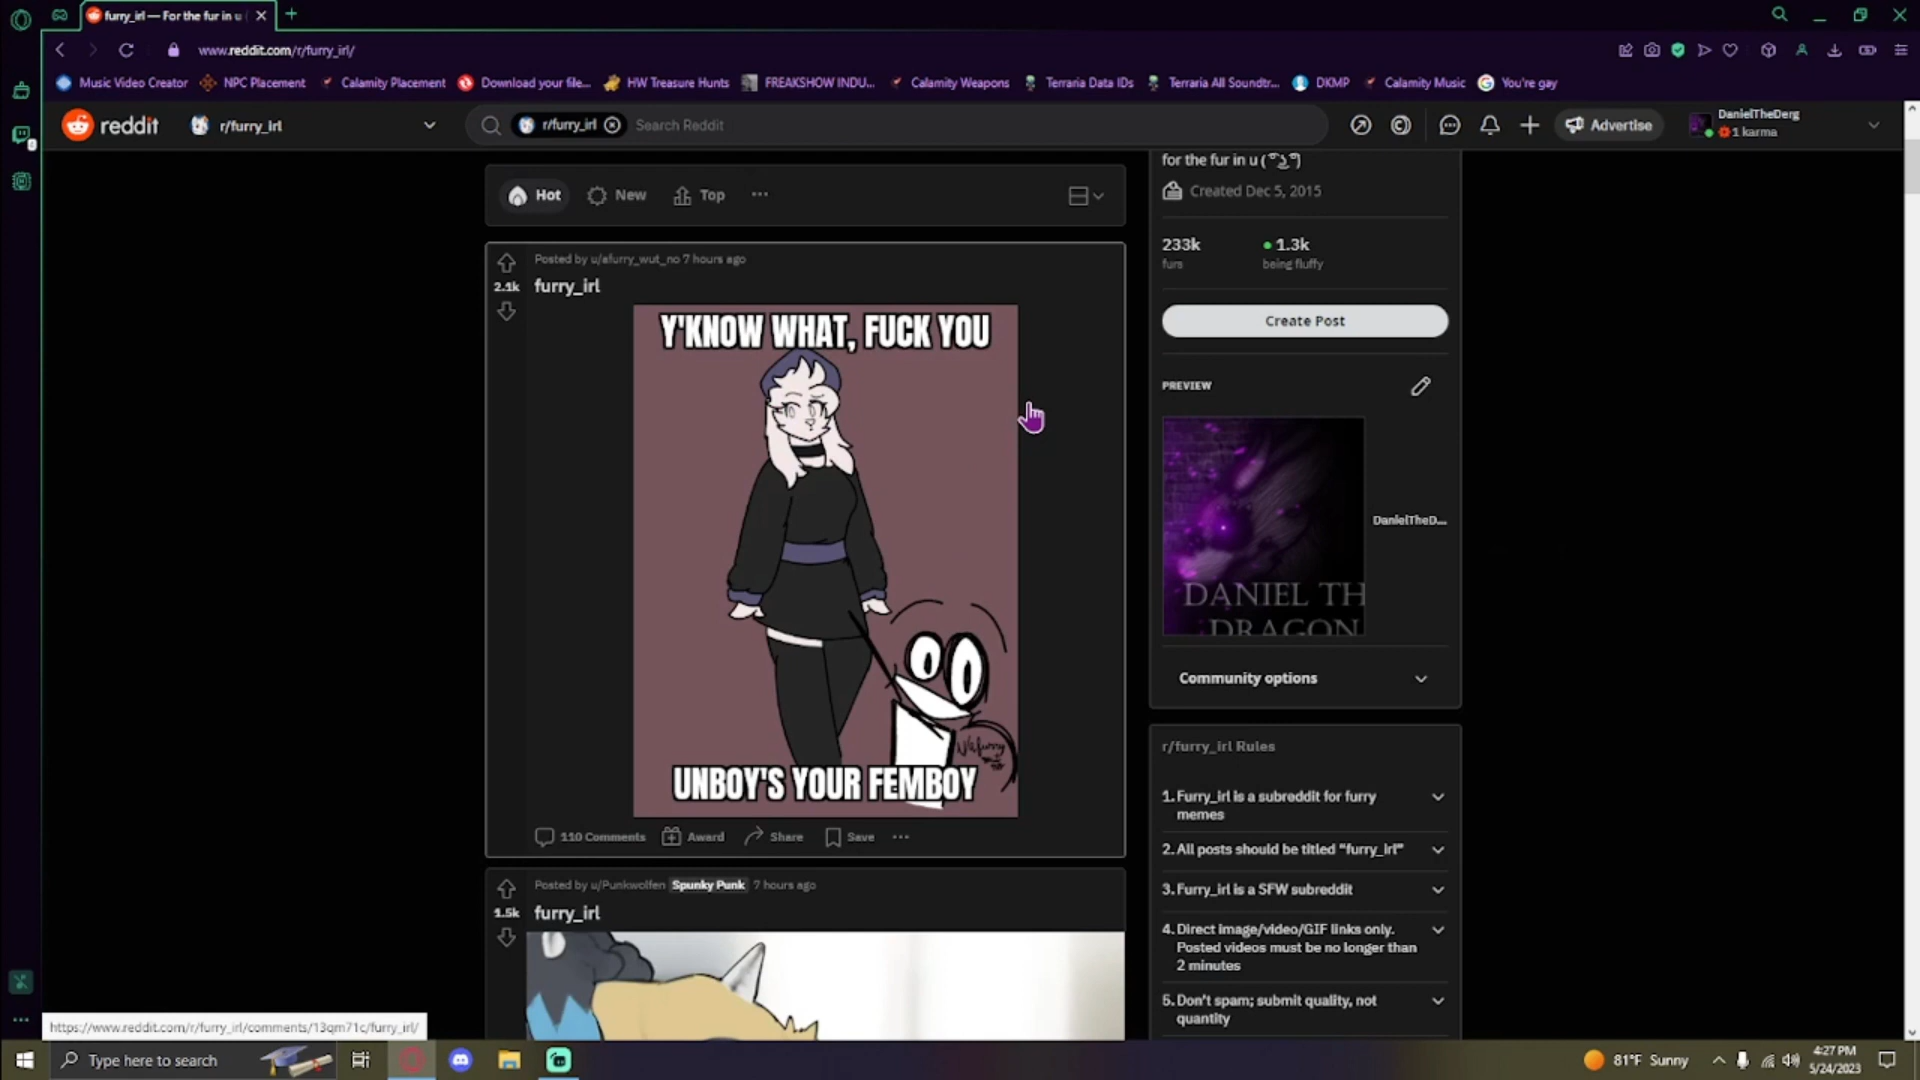 furry_irl — For the fur in u (
www.reddit.com/r/furry_irl/
Music Video Creator
NPC Placement
Calamity Placement
Download your file...
HW Treasure Hunts
FREAKSHOW INDU...
Calamity Weapons
Terraria Data IDs
Terraria All Soundtr...
DKMP
Calamity Music
You're gay
reddit
r/furry_irl
r/furry_irl
Search Reddit
Advertise
DanielTheDerg
1 karma
Hot
New
Top
Posted by u/afurry_wut_no 7 hours ago
2.1k
furry_irl
Y'KNOW WHAT, FUCK YOU
UNBOY'S YOUR FEMBOY
110 Comments
Award
Share
Save
Posted by u/Punkwolfen Spunky Punk 7 hours ago
1.5k
furry_irl
for the fur in u ( ͡° ͜ʖ ͡°)
Created Dec 5, 2015
233k
furs
1.3k
being fluffy
Create Post
PREVIEW
DANIEL TH
DRAGON
DanielTheD...
Community options
r/furry_irl Rules
1. Furry_irl is a subreddit for furry
memes
2. All posts should be titled "furry_irl"
3. Furry_irl is a SFW subreddit
4. Direct image/video/GIF links only.
Posted videos must be no longer than
2 minutes
5. Don't spam; submit quality, not
quantity
https://www.reddit.com/r/furry_irl/comments/13qm71c/furry_irl/
Type here to search
81°F Sunny
4:27 PM
5/24/2023